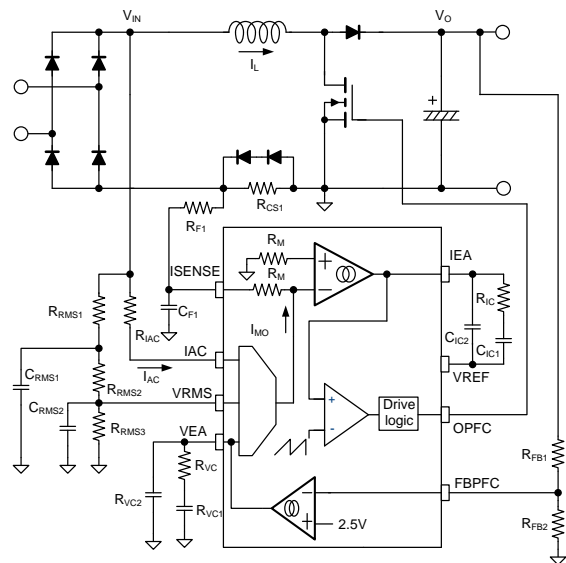 V_IN
V_O
I_L
R_CS1
R_F1
R_M
IEA
ISENSE
R_M
R_IC
C_F1
R_RMS1
R_IAC
I_MO
C_IC2
C_IC1
IAC
VREF
C_RMS1
I_AC
R_RMS2
VRMS
+
-
Drive
logic
C_RMS2
OPFC
R_RMS3
VEA
R_FB1
R_VC
FBPFC
R_VC2
R_VC1
2.5V
R_FB2